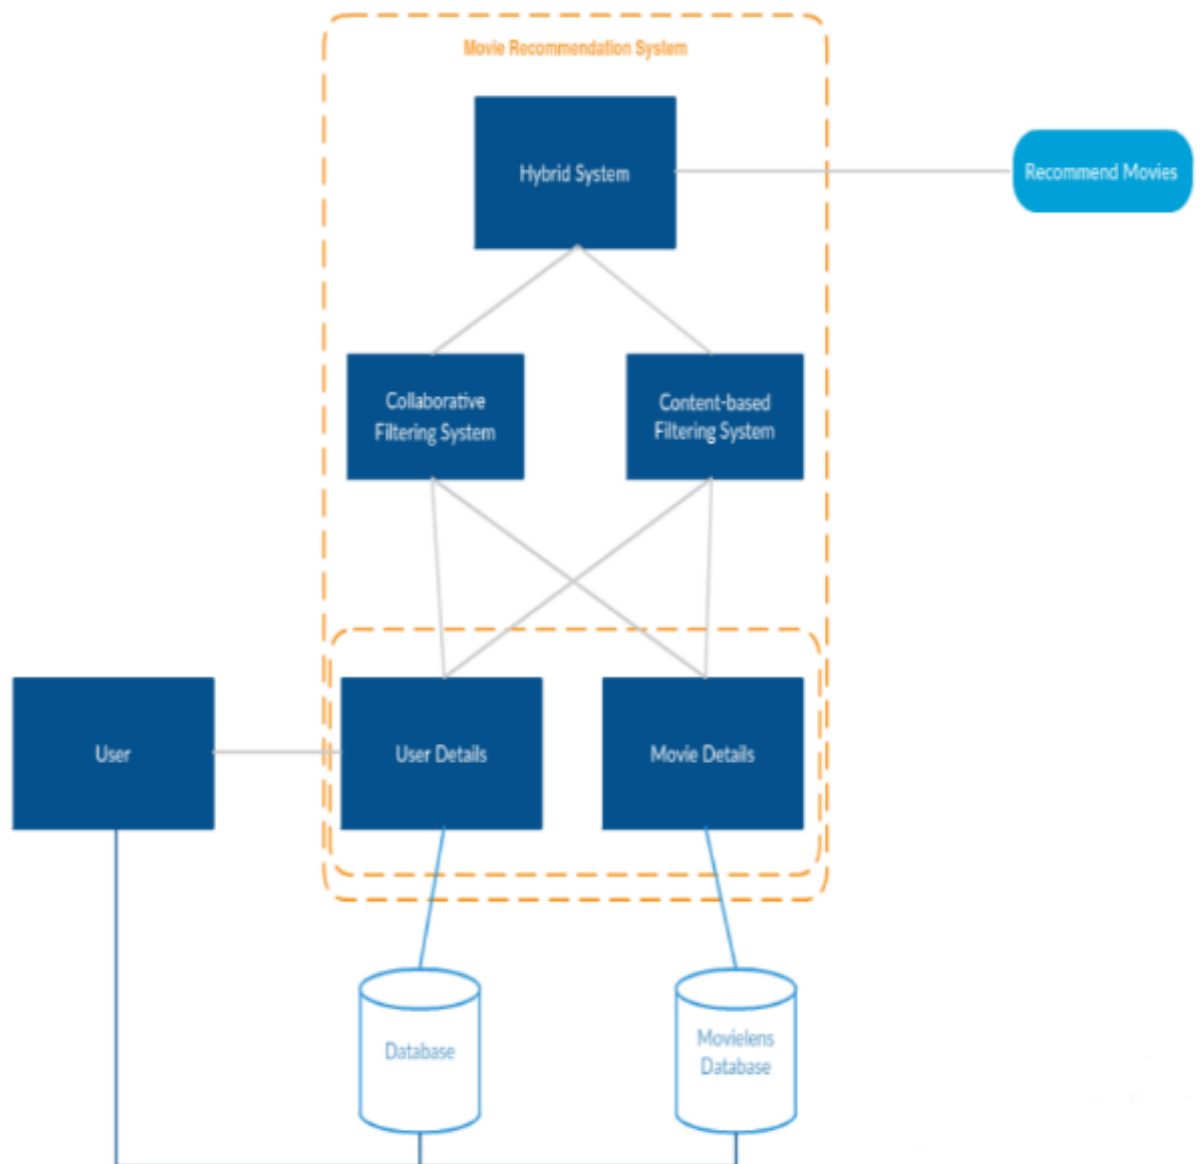 Movie Recommendation System
Hybrid System
Recommend Movies
Collaborative
Filtering System
Content-based
Filtering System
User
User Details
Movie Details
Database
Movielens
Database